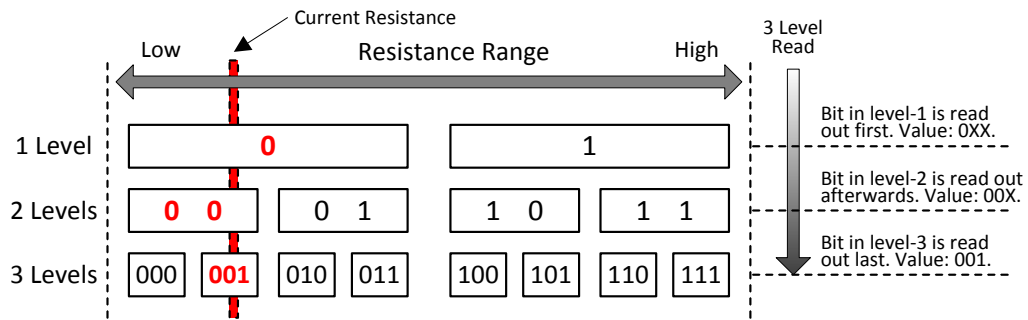 Current Resistance
Low Resistance Range High
3 Level
Read
1 Level 0 1
Bit in level-1 is read
out first. Value: 0XX.
2 Levels 0 0 0 1 1 0 1 1
Bit in level-2 is read out
afterwards. Value: 00X.
3 Levels 000 001 010 011 100 101 110 111
Bit in level-3 is read
out last. Value: 001.